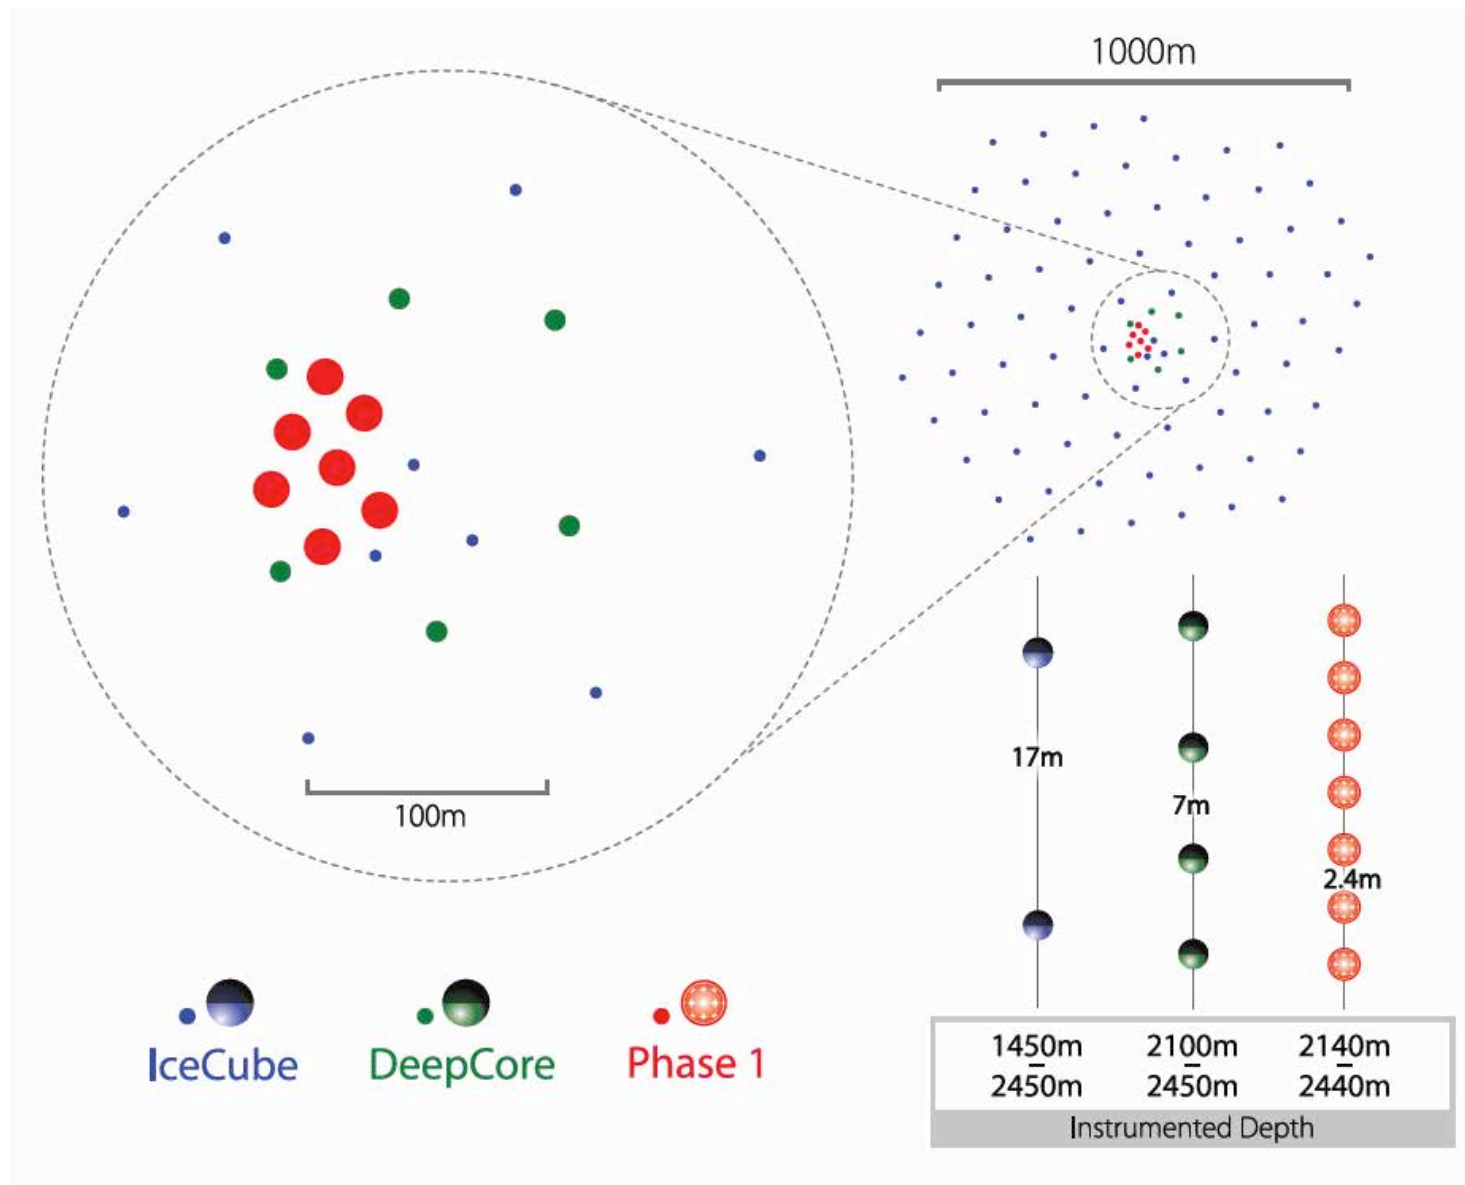 1000m
100m
17m
7m
2.4m
IceCube
DeepCore
Phase 1
1450m
–
2450m
2100m
–
2450m
2140m
–
2440m
Instrumented Depth